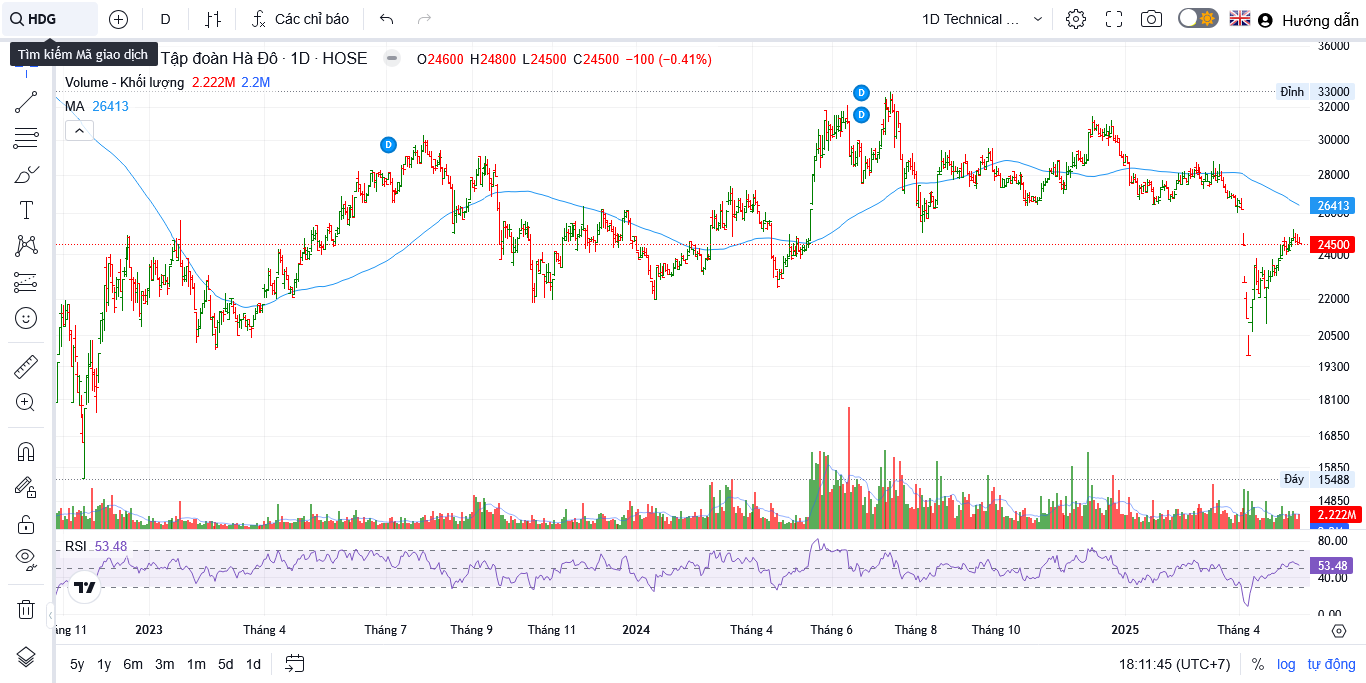 HDG D Các chỉ báo 1D Technical ... Hướng dẫn
Tìm kiếm Mã giao dịch
Tập đoàn Hà Đô · 1D · HOSE O24600 H24800 L24500 C24500 −100 (−0.41%)
Volume - Khối lượng 2.222M 2.2M
MA 26413
D
D
D
36000
Đỉnh 33000
32000
30000
28000
26413
26000
24500
24000
22000
20500
19300
18100
16850
15850
Đáy 15488
14850
2.222M
RSI 53.48
80.00
53.48
40.00
0.00
ng 11 2023 Tháng 4 Tháng 7 Tháng 9 Tháng 11 2024 Tháng 4 Tháng 6 Tháng 8 Tháng 10 2025 Tháng 4
5y 1y 6m 3m 1m 5d 1d 18:11:45 (UTC+7) % log tự động